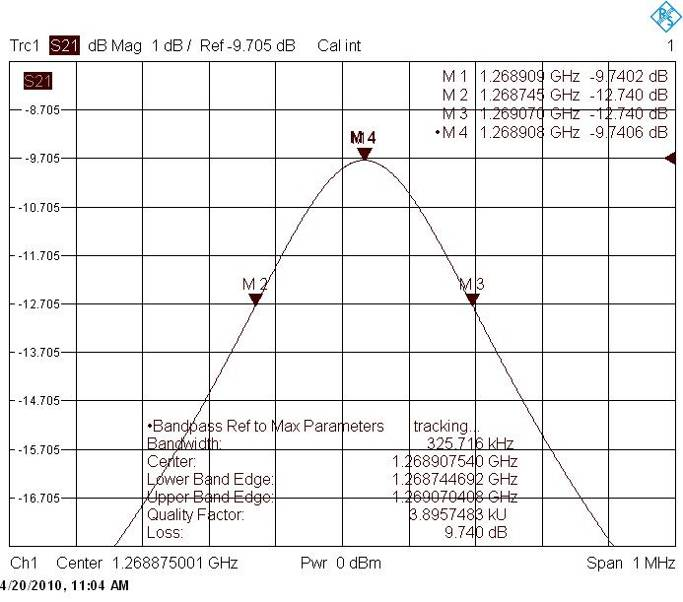 Trc1 S21 dB Mag 1 dB / Ref -9.705 dB Cal int 1
S21
M 1 1.268909 GHz -9.7402 dB
M 2 1.268745 GHz -12.740 dB
M 3 1.269070 GHz -12.740 dB
•M 4 1.268908 GHz -9.7406 dB
-8.705
M 4
-9.705
-10.705
-11.705
M 2 M 3
-12.705
-13.705
-14.705
•Bandpass Ref to Max Parameters tracking...
Bandwidth: 325.716 kHz
-15.705
Center: 1.268907540 GHz
Lower Band Edge: 1.268744692 GHz
Upper Band Edge: 1.269070408 GHz
-16.705
Quality Factor: 3.8957483 kU
Loss: 9.740 dB
Ch1 Center 1.268875001 GHz Pwr 0 dBm Span 1 MHz
4/20/2010, 11:04 AM